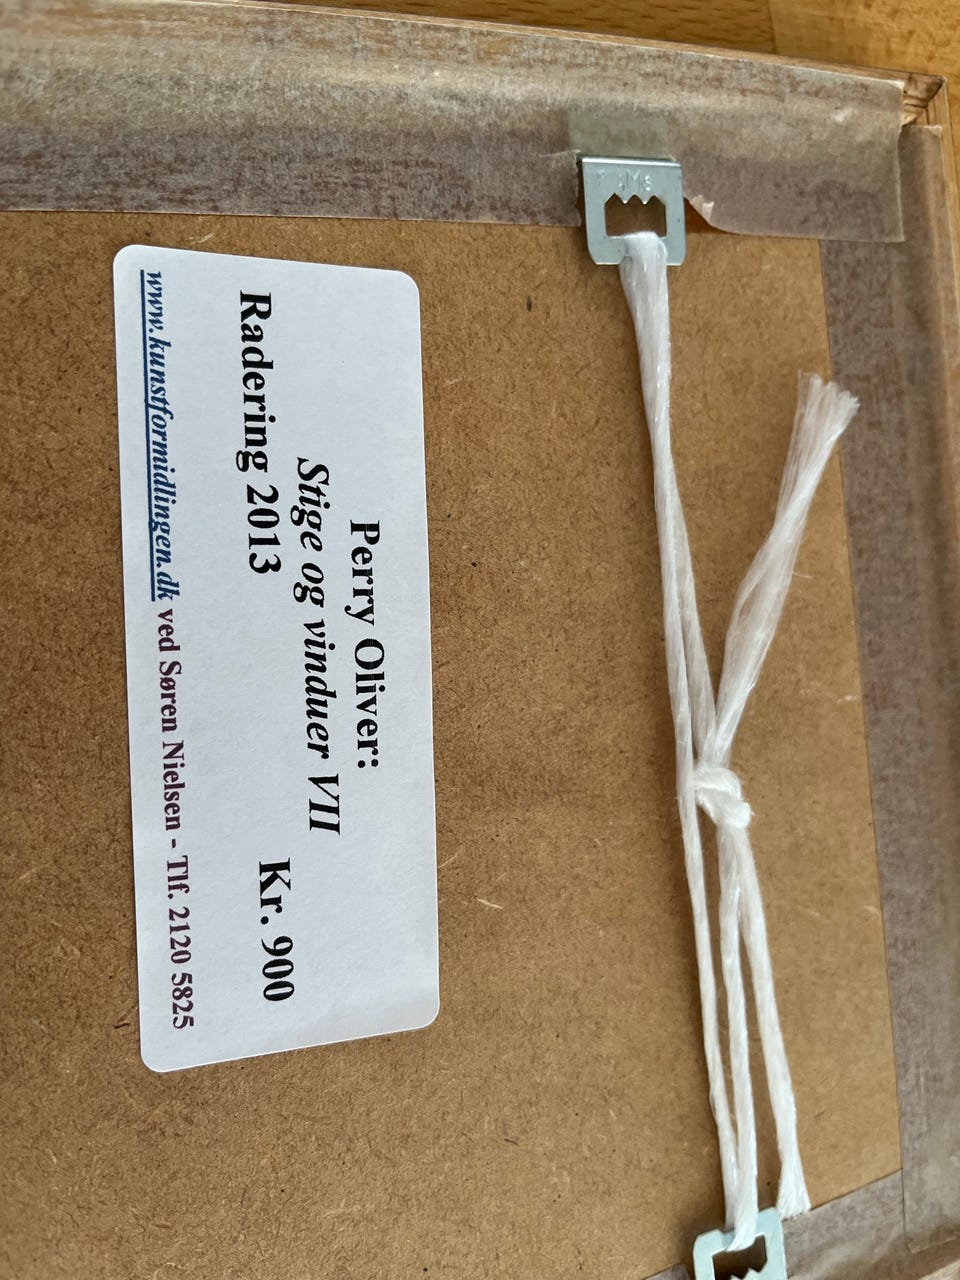 Perry Oliver:
Stige og vinduer VII
Radering 2013 Kr. 900
www.kunstformidlingen.dk ved Søren Nielsen - Tlf. 2120 5825